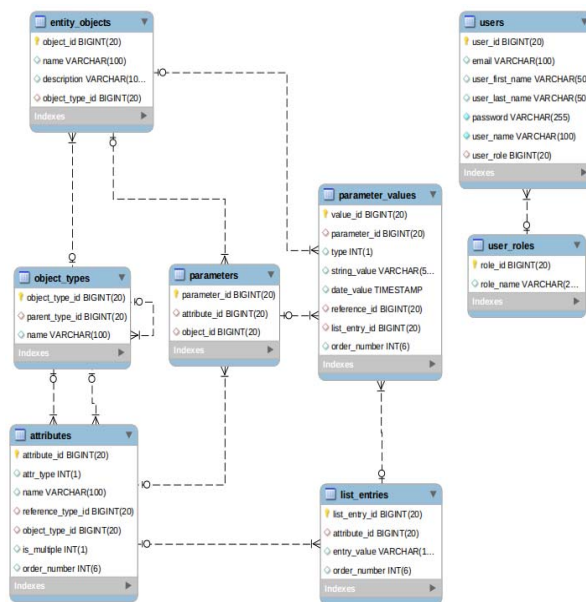 entity_objects
object_id BIGINT(20)
name VARCHAR(100)
description VARCHAR(10...
object_type_id BIGINT(20)
Indexes
users
user_id BIGINT(20)
email VARCHAR(100)
user_first_name VARCHAR(50
user_last_name VARCHAR(50
password VARCHAR(255)
user_name VARCHAR(100)
user_role BIGINT(20)
Indexes
parameter_values
value_id BIGINT(20)
parameter_id BIGINT(20)
type INT(1)
string_value VARCHAR(5...
date_value TIMESTAMP
reference_id BIGINT(20)
list_entry_id BIGINT(20)
order_number INT(6)
Indexes
user_roles
role_id BIGINT(20)
role_name VARCHAR(2...
Indexes
object_types
object_type_id BIGINT(20)
parent_type_id BIGINT(20)
name VARCHAR(100)
Indexes
parameters
parameter_id BIGINT(20)
attribute_id BIGINT(20)
object_id BIGINT(20)
Indexes
attributes
attribute_id BIGINT(20)
attr_type INT(1)
name VARCHAR(100)
reference_type_id BIGINT(20)
object_type_id BIGINT(20)
is_multiple INT(1)
order_number INT(6)
Indexes
list_entries
list_entry_id BIGINT(20)
attribute_id BIGINT(20)
entry_value VARCHAR(1...
order_number INT(6)
Indexes